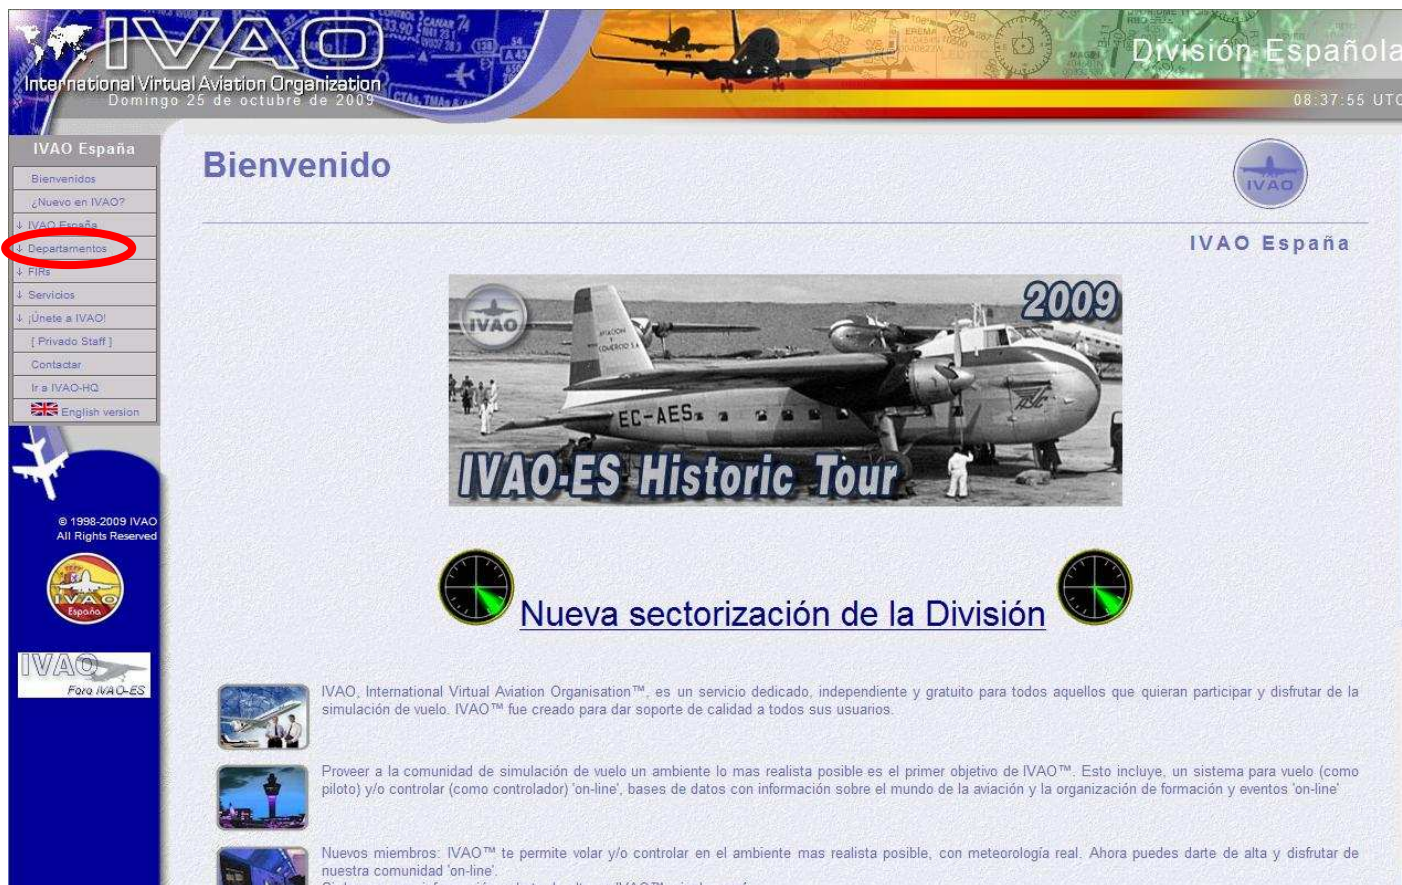 IVAO
International Virtual Aviation Organization
Domingo 25 de octubre de 2009
División Española
08:37:55 UTC
IVAO España
Bienvenidos
¿Nuevo en IVAO?
↓ IVAO España
↓ Departamentos
↓ FIRs
↓ Servicios
↓ ¡Únete a IVAO!
[ Privado Staff ]
Contactar
Ir a IVAO-HQ
English version
© 1998-2009 IVAO
All Rights Reserved
IVAO
España
IVAO
Foro IVAO-ES
Bienvenido
IVAO
IVAO España
IVAO
2009
AVIACION
Y
COMERCIO S.A
EC-AES
IVAO-ES Historic Tour
Nueva sectorización de la División
IVAO, International Virtual Aviation Organisation™, es un servicio dedicado, independiente y gratuito para todos aquellos que quieran participar y disfrutar de la
simulación de vuelo. IVAO™ fue creado para dar soporte de calidad a todos sus usuarios.
Proveer a la comunidad de simulación de vuelo un ambiente lo mas realista posible es el primer objetivo de IVAO™. Esto incluye, un sistema para vuelo (como
piloto) y/o controlar (como controlador) 'on-line', bases de datos con información sobre el mundo de la aviación y la organización de formación y eventos 'on-line'
Nuevos miembros: IVAO™ te permite volar y/o controlar en el ambiente mas realista posible, con meteorología real. Ahora puedes darte de alta y disfrutar de
nuestra comunidad 'on-line'.